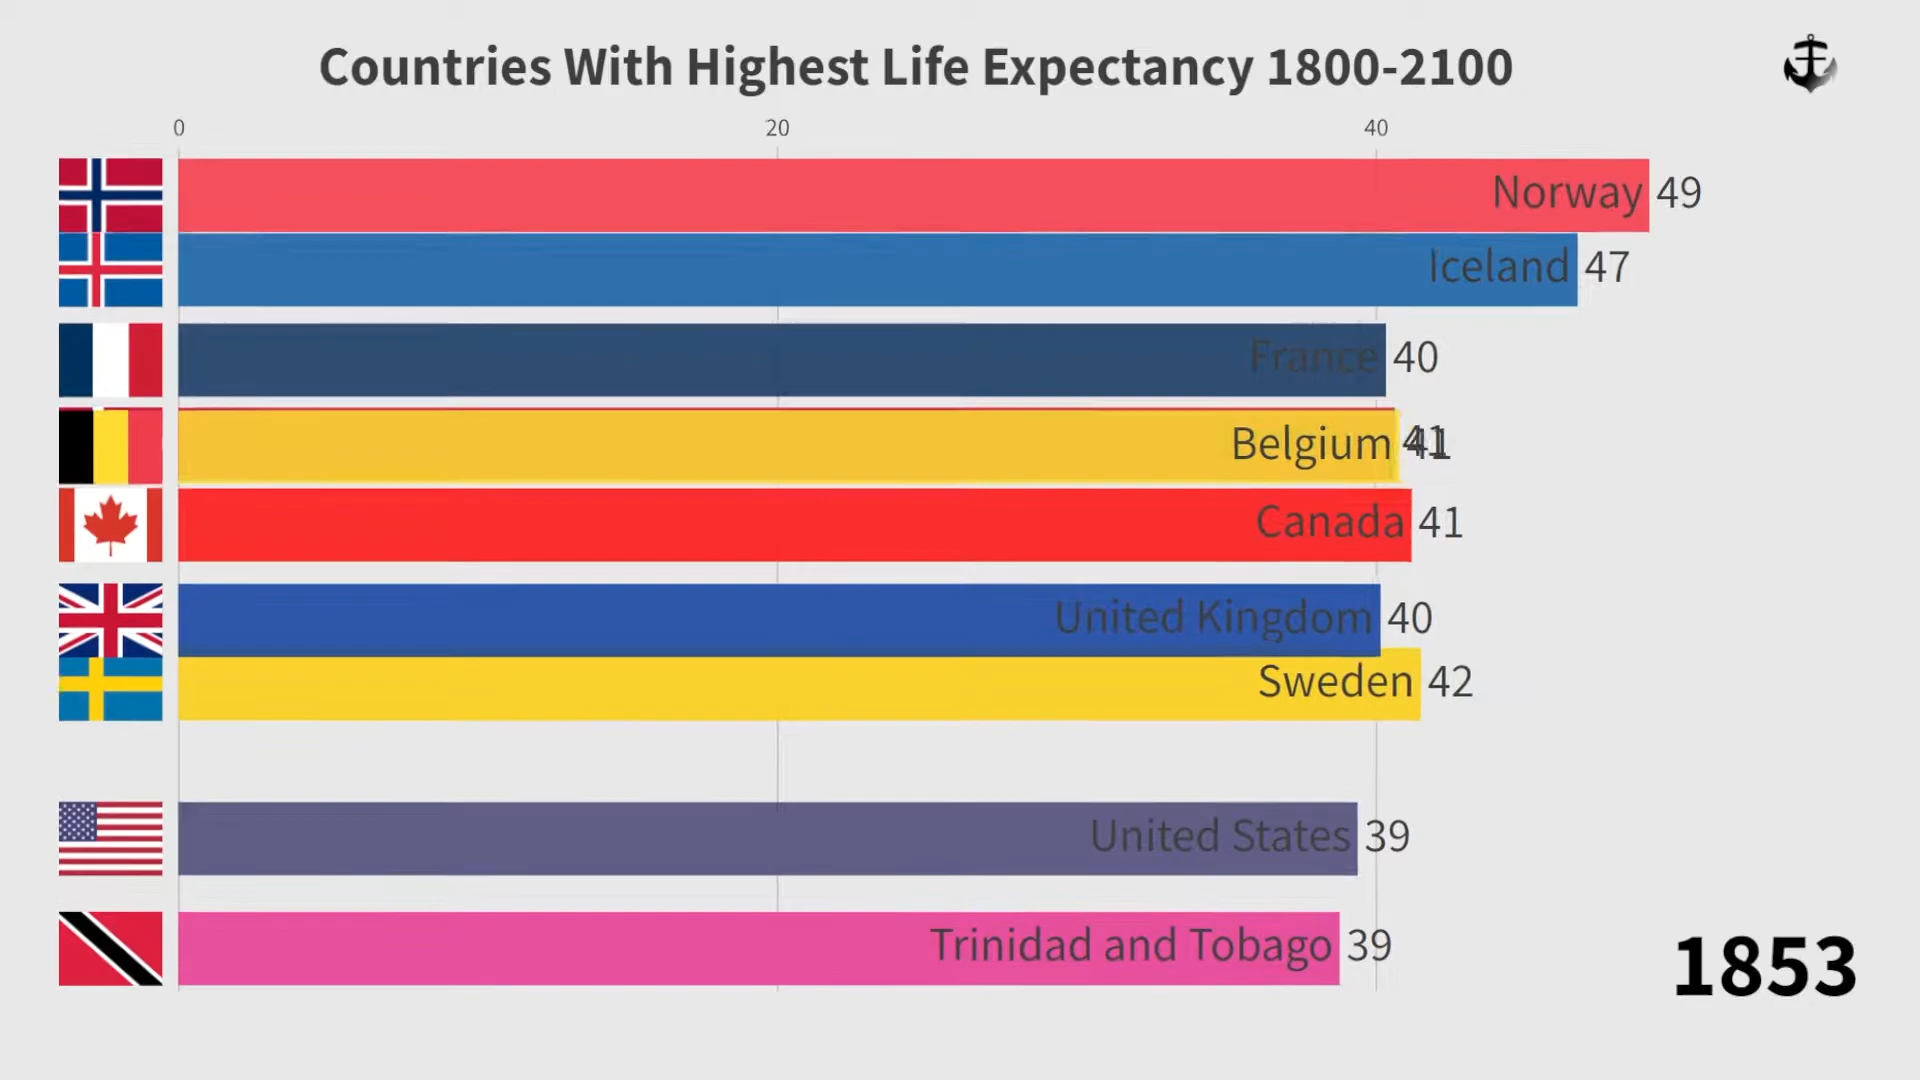 Countries With Highest Life Expectancy 1800-2100
0 20 40
Norway 49
Iceland 47
France 40
Belgium 41
Canada 41
United Kingdom 40
Sweden 42
United States 39
Trinidad and Tobago 39
1853